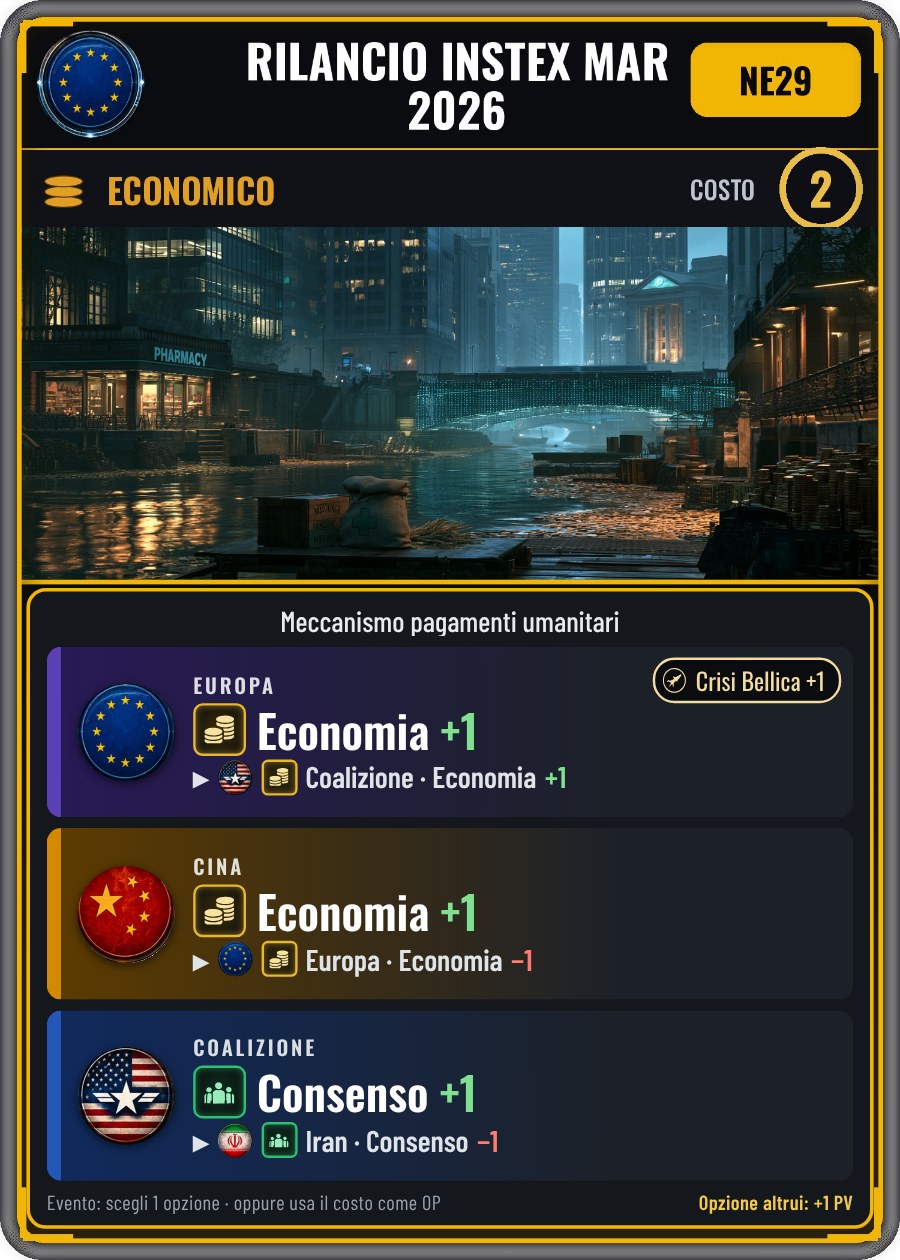 RILANCIO INSTEX MAR
2026
NE29
ECONOMICO
COSTO
2
PHARMACY
Meccanismo pagamenti umanitari
EUROPA
Crisi Bellica +1
Economia +1
▶ Coalizione · Economia +1
CINA
Economia +1
▶ Europa · Economia −1
COALIZIONE
Consenso +1
▶ Iran · Consenso −1
Evento: scegli 1 opzione · oppure usa il costo come OP
Opzione altrui: +1 PV